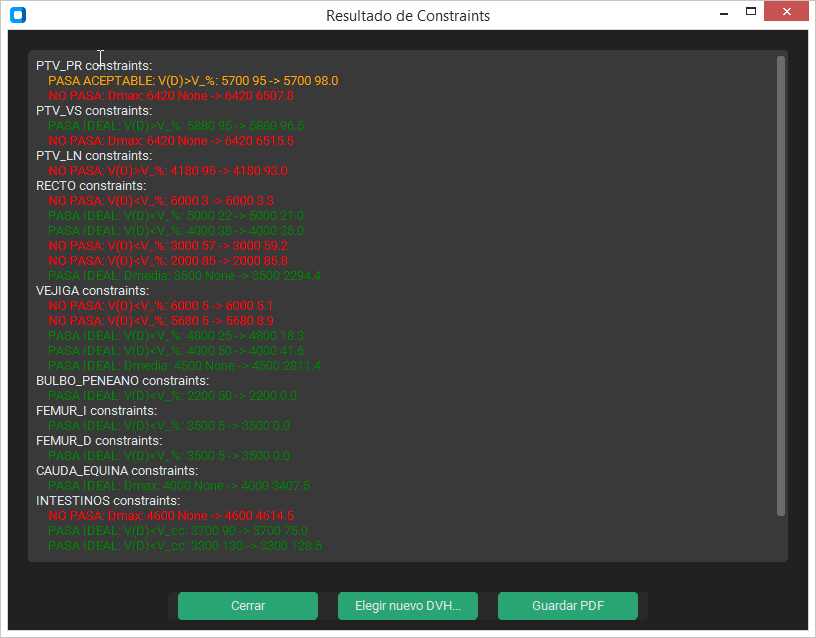 Resultado de Constraints
PTV_PR constraints:
PASA ACEPTABLE: V(D)>V_%: 5700 95 -> 5700 98.0
NO PASA: Dmax: 6420 None -> 6420 6507.8
PTV_VS constraints:
PASA IDEAL: V(D)>V_%: 5880 95 -> 5880 96.5
NO PASA: Dmax: 6420 None -> 6420 6515.5
PTV_LN constraints:
NO PASA: V(D)>V_%: 4180 95 -> 4180 93.0
RECTO constraints:
NO PASA: V(D)<V_%: 6000 3 -> 6000 3.3
PASA IDEAL: V(D)<V_%: 5000 22 -> 5000 21.0
PASA IDEAL: V(D)<V_%: 4000 38 -> 4000 35.0
NO PASA: V(D)<V_%: 3000 57 -> 3000 59.2
NO PASA: V(D)<V_%: 2000 85 -> 2000 85.8
PASA IDEAL: Dmedia: 3500 None -> 3500 2294.4
VEJIGA constraints:
NO PASA: V(D)<V_%: 6000 5 -> 6000 5.1
NO PASA: V(D)<V_%: 5680 5 -> 5680 8.9
PASA IDEAL: V(D)<V_%: 4800 25 -> 4800 18.3
PASA IDEAL: V(D)<V_%: 4000 50 -> 4000 41.6
PASA IDEAL: Dmedia: 4500 None -> 4500 2811.4
BULBO_PENEANO constraints:
PASA IDEAL: V(D)<V_%: 2200 50 -> 2200 0.0
FEMUR_I constraints:
PASA IDEAL: V(D)<V_%: 3500 5 -> 3500 0.0
FEMUR_D constraints:
PASA IDEAL: V(D)<V_%: 3500 5 -> 3500 0.0
CAUDA_EQUINA constraints:
PASA IDEAL: Dmax: 4000 None -> 4000 3407.5
INTESTINOS constraints:
NO PASA: Dmax: 4600 None -> 4600 4614.5
PASA IDEAL: V(D)<V_cc: 3700 90 -> 3700 75.0
PASA IDEAL: V(D)<V_cc: 3300 130 -> 3300 128.5
Cerrar
Elegir nuevo DVH...
Guardar PDF